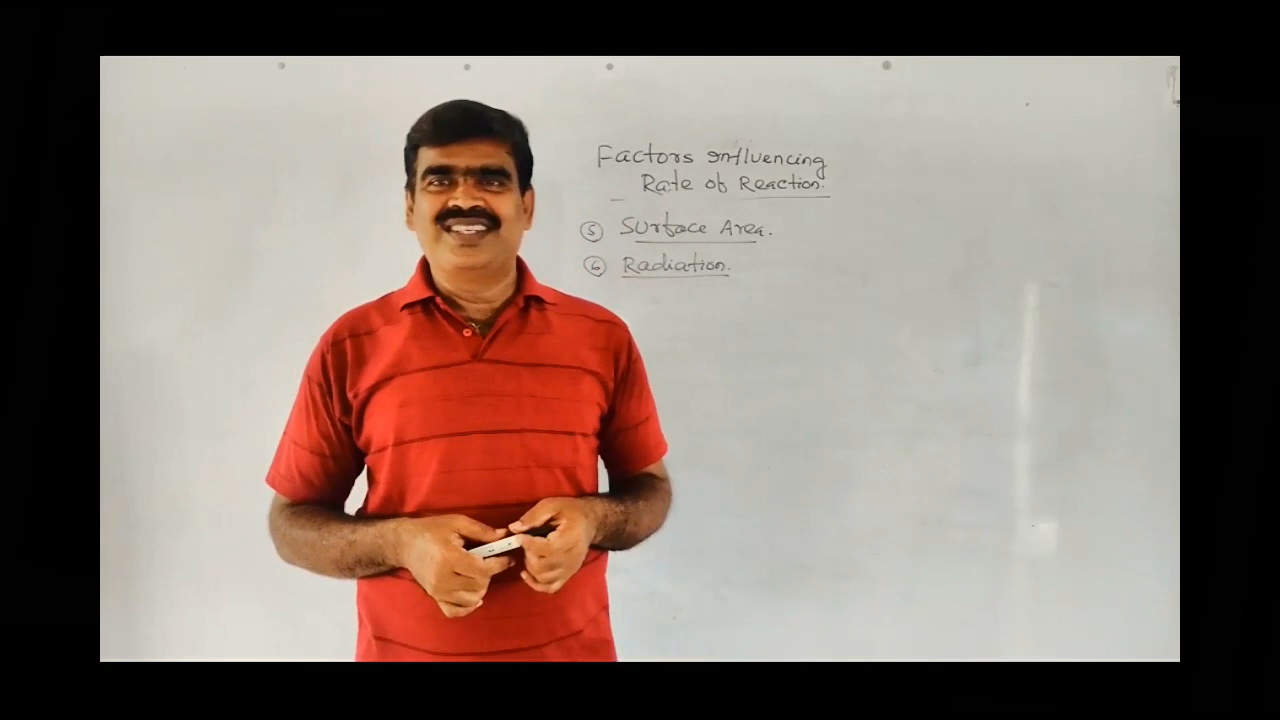 Factors Influencing
Rate of Reaction.
⑤ Surface Area.
⑥ Radiation.